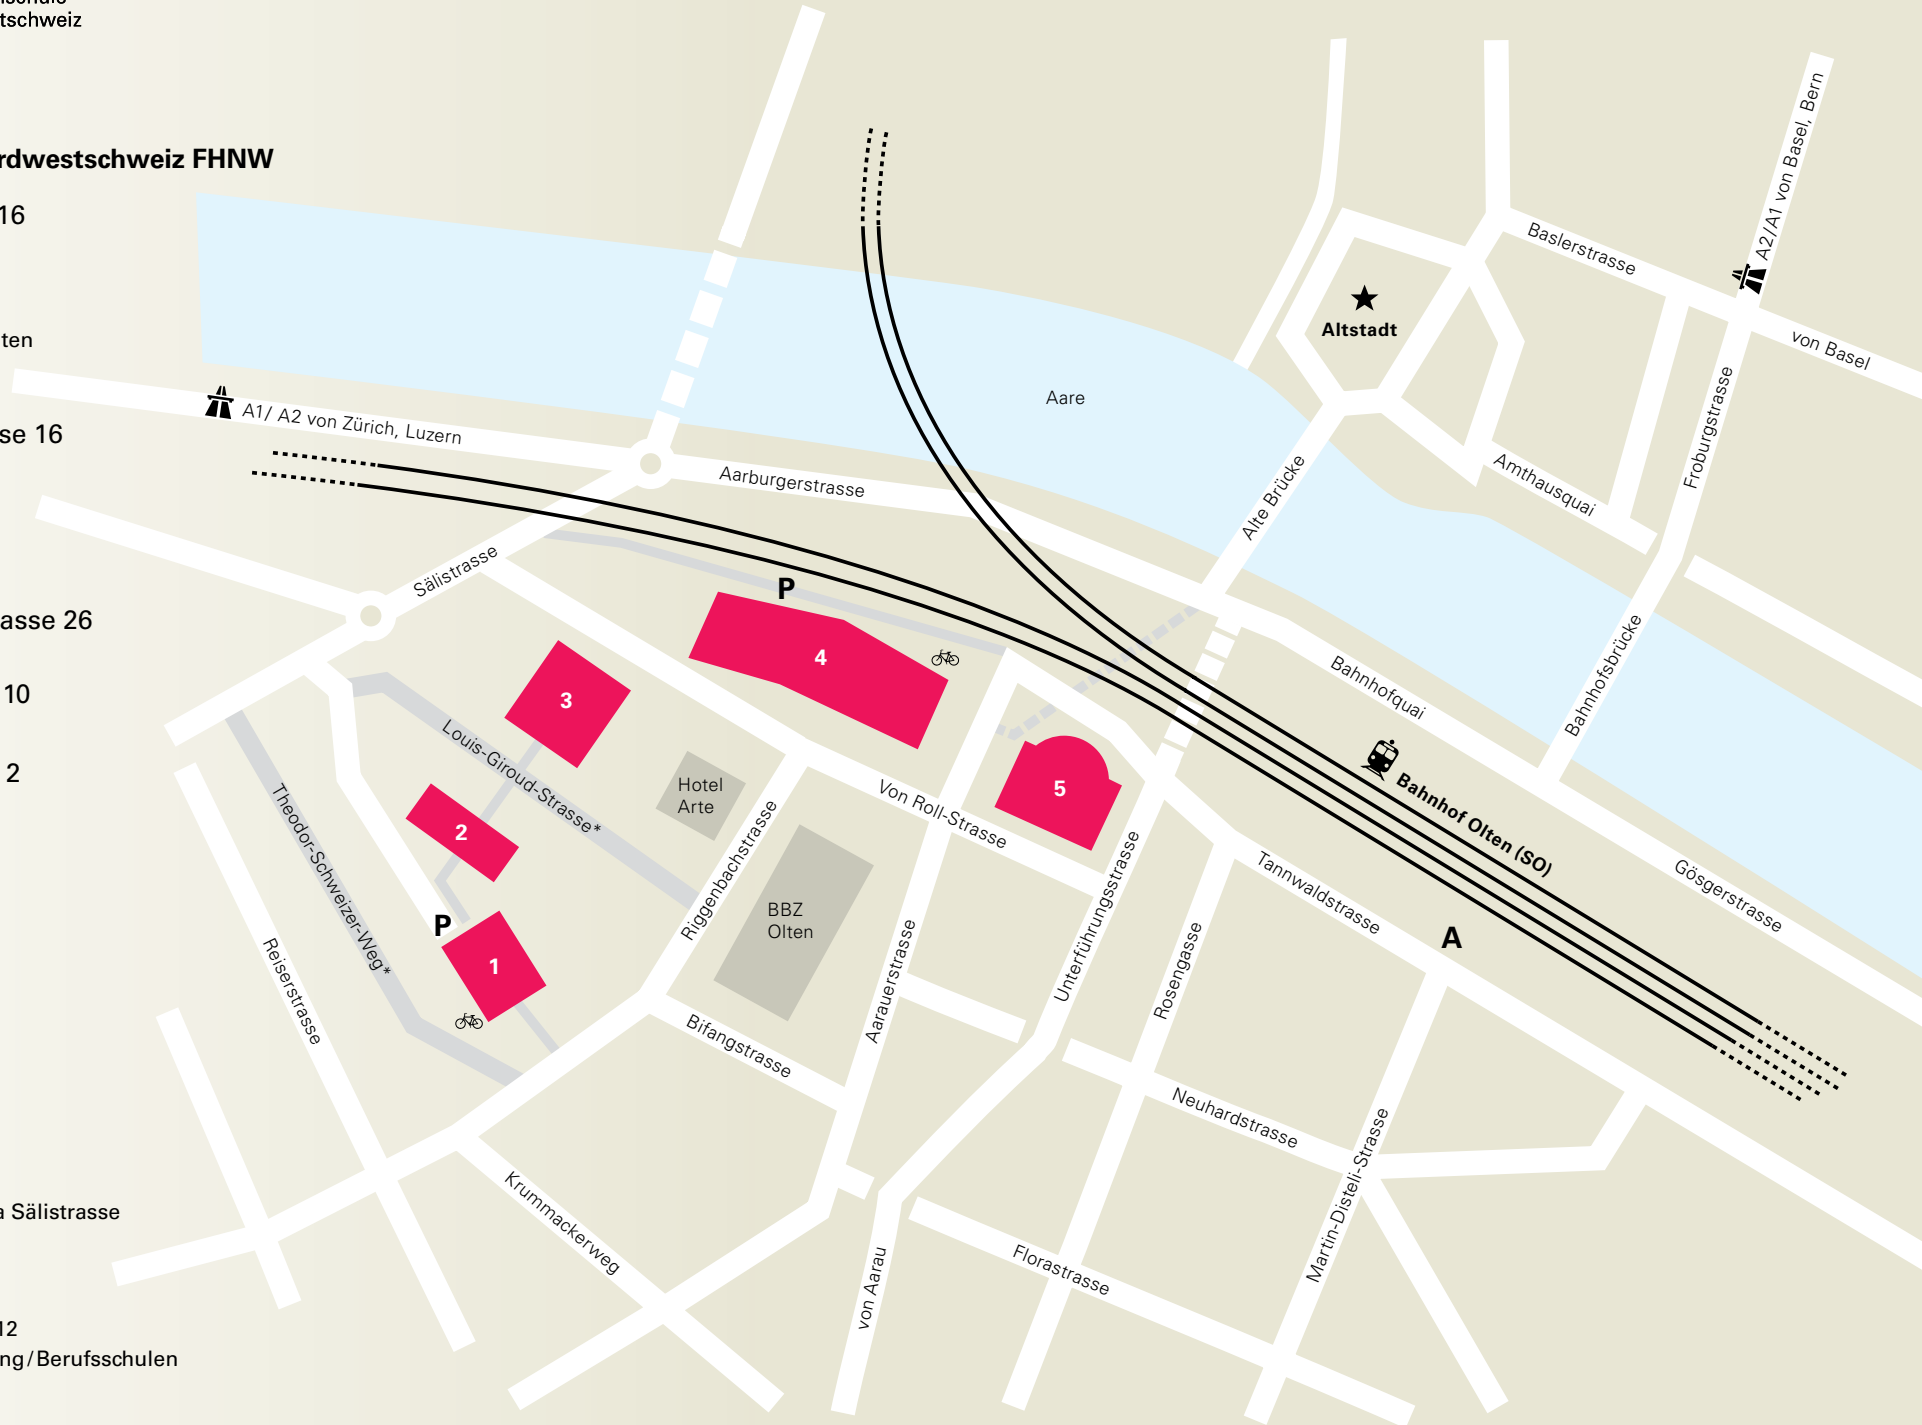 tschweiz
rdwestschweiz FHNW
16
ten
se 16
asse 26
10
2
a Sälistrasse
12
ng/Berufsschulen
A2/A1 von Basel, Bern
Baslerstrasse
von Basel
Altstadt
Froburgstrasse
Aare
A1/ A2 von Zürich, Luzern
Aarburgerstrasse
Alte Brücke
Amthausquai
Sälistrasse
P
4
3
Bahnhofquai
Bahnhofsbrücke
Louis-Giroud-Strasse*
Hotel
Arte
Von Roll-Strasse
5
Bahnhof Olten (SO)
Theodor-Schweizer-Weg*
2
Riggenbachstrasse
Unterführungsstrasse
Tannwaldstrasse
Gösgerstrasse
P
1
BBZ
Olten
A
Reiserstrasse
Aarauerstrasse
Rosengasse
Bifangstrasse
Neuhardstrasse
Martin-Disteli-Strasse
Krummackerweg
von Aarau
Florastrasse